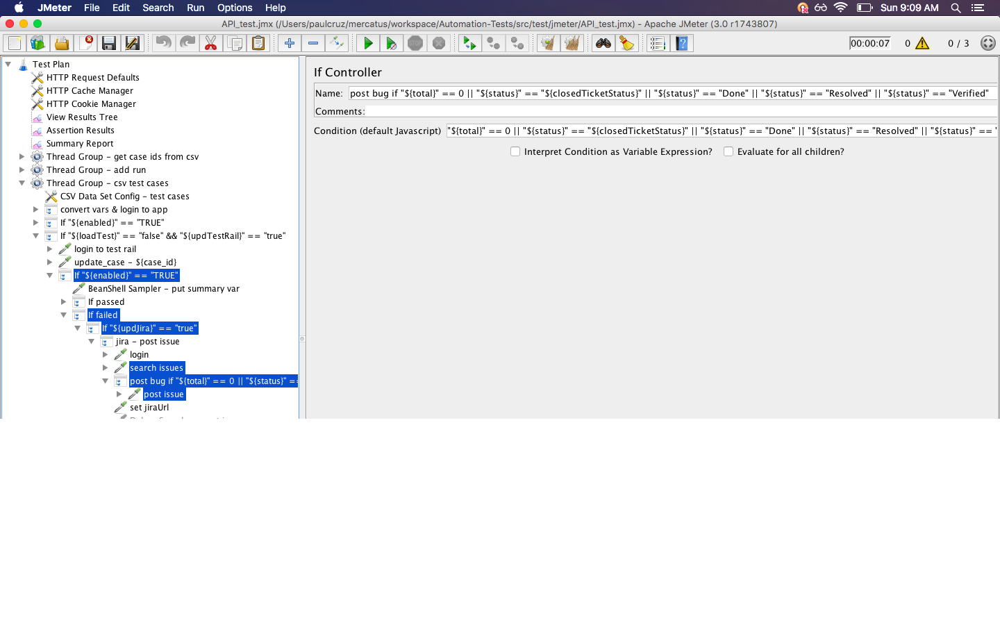 JMeter File Edit Search Run Options Help Sun 9:09 AM
API_test.jmx (/Users/paulcruz/mercatus/workspace/Automation-Tests/src/test/jmeter/API_test.jmx) - Apache JMeter (3.0 r1743807)
STOP 00:00:07 0 0 / 3
Test Plan
HTTP Request Defaults
HTTP Cache Manager
HTTP Cookie Manager
View Results Tree
Assertion Results
Summary Report
Thread Group - get case ids from csv
Thread Group - add run
Thread Group - csv test cases
CSV Data Set Config - test cases
convert vars & login to app
If "${enabled}" == "TRUE"
If "${loadTest}" == "false" && "${updTestRail}" == "true"
login to test rail
update_case - ${case_id}
If "${enabled}" == "TRUE"
BeanShell Sampler - put summary var
If passed
If failed
If "${updJira}" == "true"
jira - post issue
login
search issues
post bug if "${total}" == 0 || "${status}" ==
post issue
set jiraUrl
If Controller
Name: post bug if "${total}" == 0 || "${status}" == "${closedTicketStatus}" || "${status}" == "Done" || "${status}" == "Resolved" || "${status}" == "Verified"
Comments:
Condition (default Javascript) "${total}" == 0 || "${status}" == "${closedTicketStatus}" || "${status}" == "Done" || "${status}" == "Resolved" || "${status}" == "
Interpret Condition as Variable Expression? Evaluate for all children?